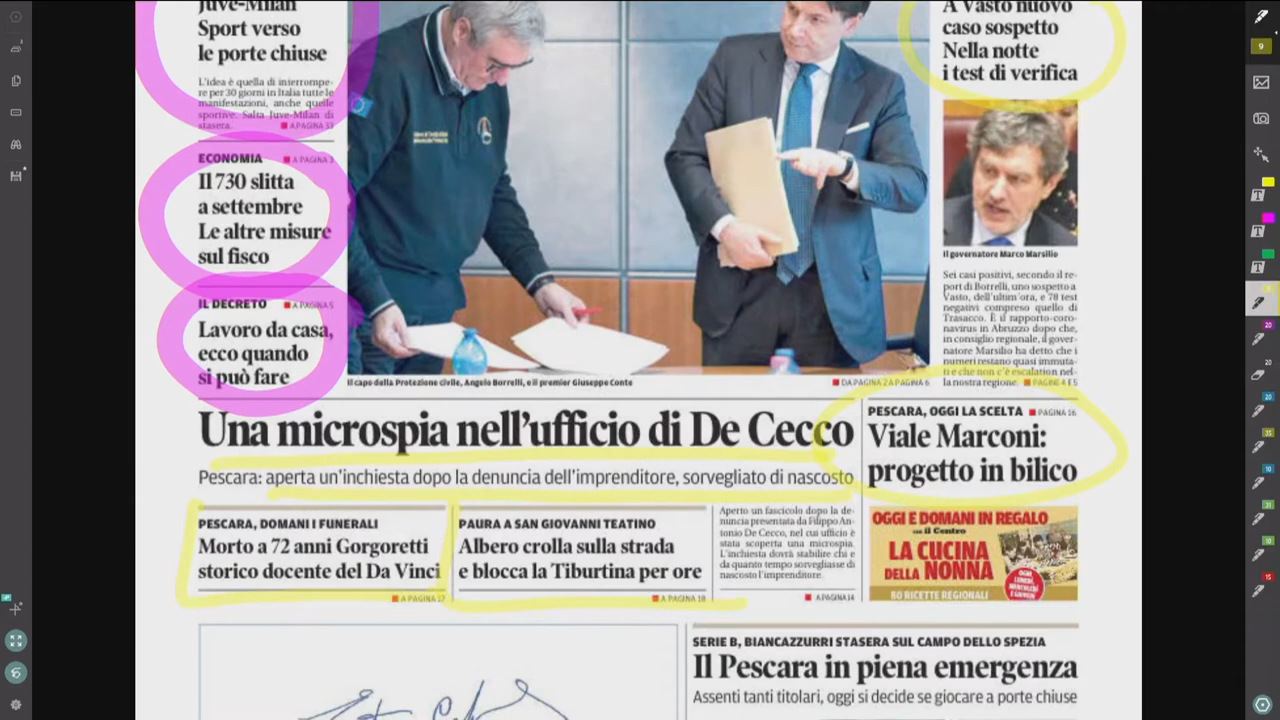 Juve-Milan
Sport verso
le porte chiuse
L'idea è quella di interrompe-
re per 30 giorni in Italia tutte le
manifestazioni, anche quelle
sportive. Salta Juve-Milan di
stasera.
A PAGINA 33
ECONOMIA
A PAGINA 3
Il 730 slitta
a settembre
Le altre misure
sul fisco
IL DECRETO
A PAGINA 5
Lavoro da casa,
ecco quando
si può fare
Il capo della Protezione civile, Angelo Borrelli, e il premier Giuseppe Conte
DA PAGINA 2 A PAGINA 6
A Vasto nuovo
caso sospetto
Nella notte
i test di verifica
Il governatore Marco Marsilio
Sei casi positivi, secondo il re-
port di Borrelli, uno sospetto a
Vasto, dell'ultim'ora, e 78 test
negativi compreso quello di
Trasacco. È il rapporto-coro-
navirus in Abruzzo dopo che,
in consiglio regionale, il gover-
natore Marsilio ha detto che i
numeri restano quasi immuta-
ti e che non c'è escalation nel-
la nostra regione.
PAGINE 4 E 5
Una microspia nell'ufficio di De Cecco
Pescara: aperta un'inchiesta dopo la denuncia dell'imprenditore, sorvegliato di nascosto
PESCARA, OGGI LA SCELTA
PAGINA 16
Viale Marconi:
progetto in bilico
PESCARA, DOMANI I FUNERALI
Morto a 72 anni Gorgoretti
storico docente del Da Vinci
A PAGINA 17
PAURA A SAN GIOVANNI TEATINO
Albero crolla sulla strada
e blocca la Tiburtina per ore
A PAGINA 18
Aperto un fascicolo dopo la de-
nuncia presentata da Filippo An-
tonio De Cecco, nel cui ufficio è
stata scoperta una microspia.
L'inchiesta dovrà stabilire chi e
da quanto tempo sorvegliasse di
nascosto l'imprenditore.
A PAGINA 14
OGGI E DOMANI IN REGALO
con il Centro
LA CUCINA
DELLA NONNA
80 RICETTE REGIONALI
SERIE B, BIANCAZZURRI STASERA SUL CAMPO DELLO SPEZIA
Il Pescara in piena emergenza
Assenti tanti titolari, oggi si decide se giocare a porte chiuse